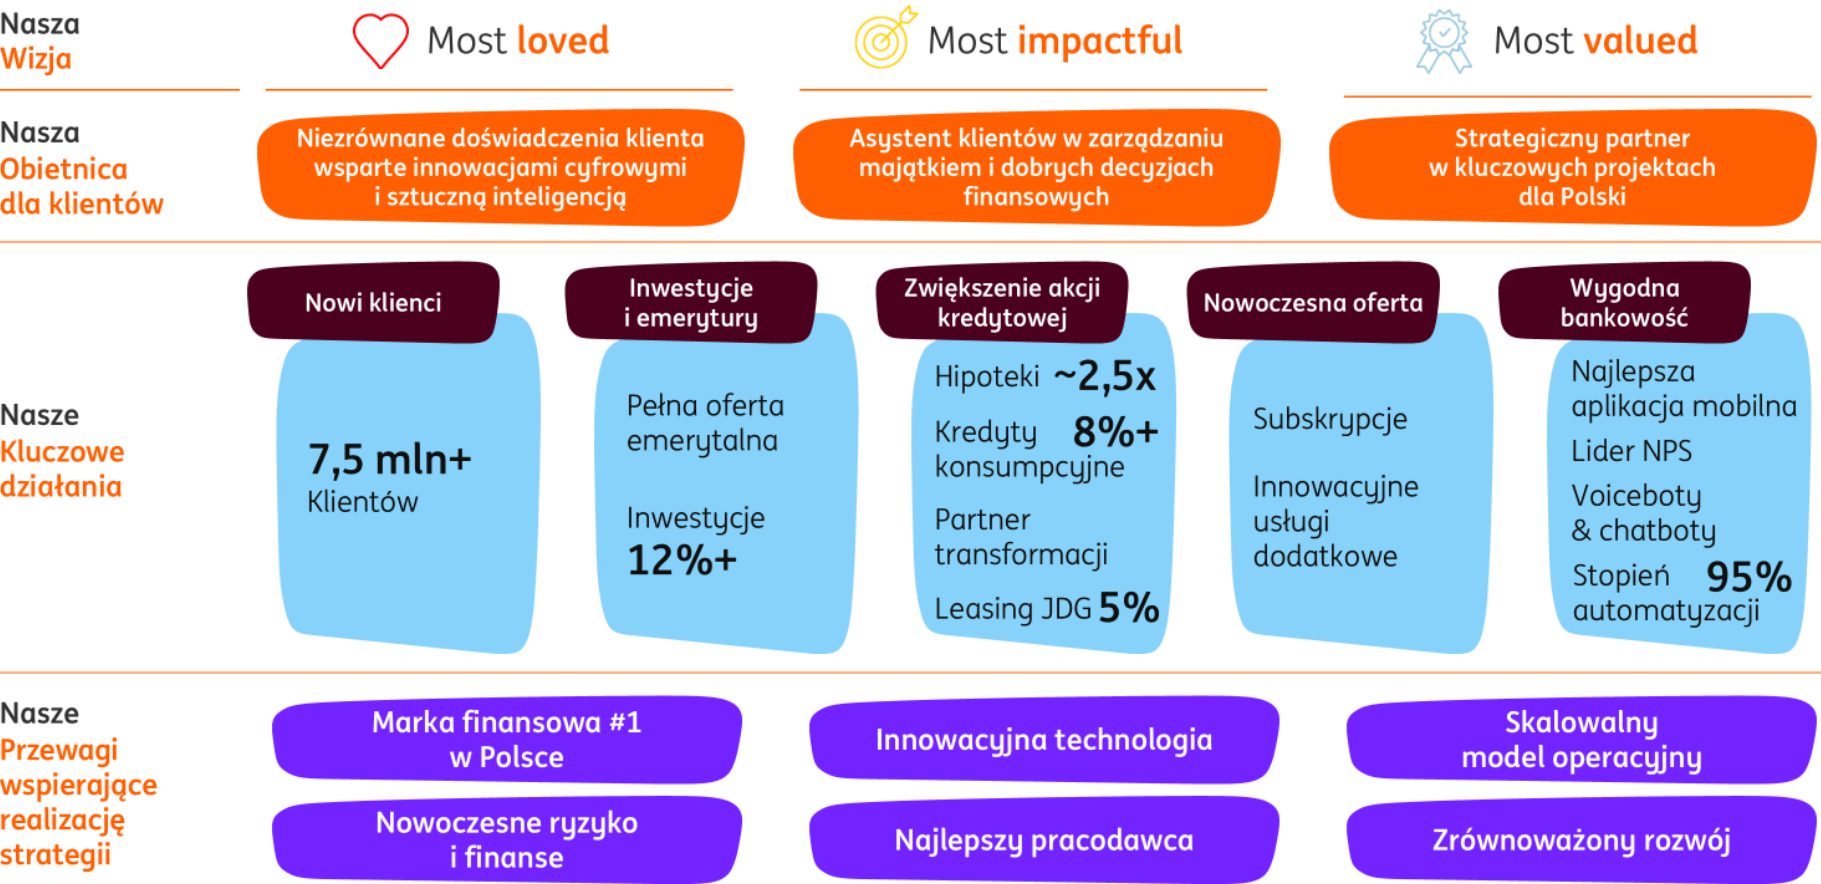 Nasza
Wizja
Most loved
Most impactful
Most valued
Nasza
Obietnica
dla klientów
Niezrównane doświadczenia klienta
wsparte innowacjami cyfrowymi
i sztuczną inteligencją
Asystent klientów w zarządzaniu
majątkiem i dobrych decyzjach
finansowych
Strategiczny partner
w kluczowych projektach
dla Polski
Nasze
Kluczowe
działania
Nowi klienci
7,5 mln+
Klientów
Inwestycje
i emerytury
Pełna oferta
emerytalna
Inwestycje
12%+
Zwiększenie akcji
kredytowej
Hipoteki ~2,5x
Kredyty 8%+
konsumpcyjne
Partner
transformacji
Leasing JDG 5%
Nowoczesna oferta
Subskrypcje
Innowacyjne
usługi
dodatkowe
Wygodna
bankowość
Najlepsza
aplikacja mobilna
Lider NPS
Voiceboty
& chatboty
Stopień 95%
automatyzacji
Nasze
Przewagi
wspierające
realizację
strategii
Marka finansowa #1
w Polsce
Innowacyjna technologia
Skalowalny
model operacyjny
Nowoczesne ryzyko
i finanse
Najlepszy pracodawca
Zrównoważony rozwój